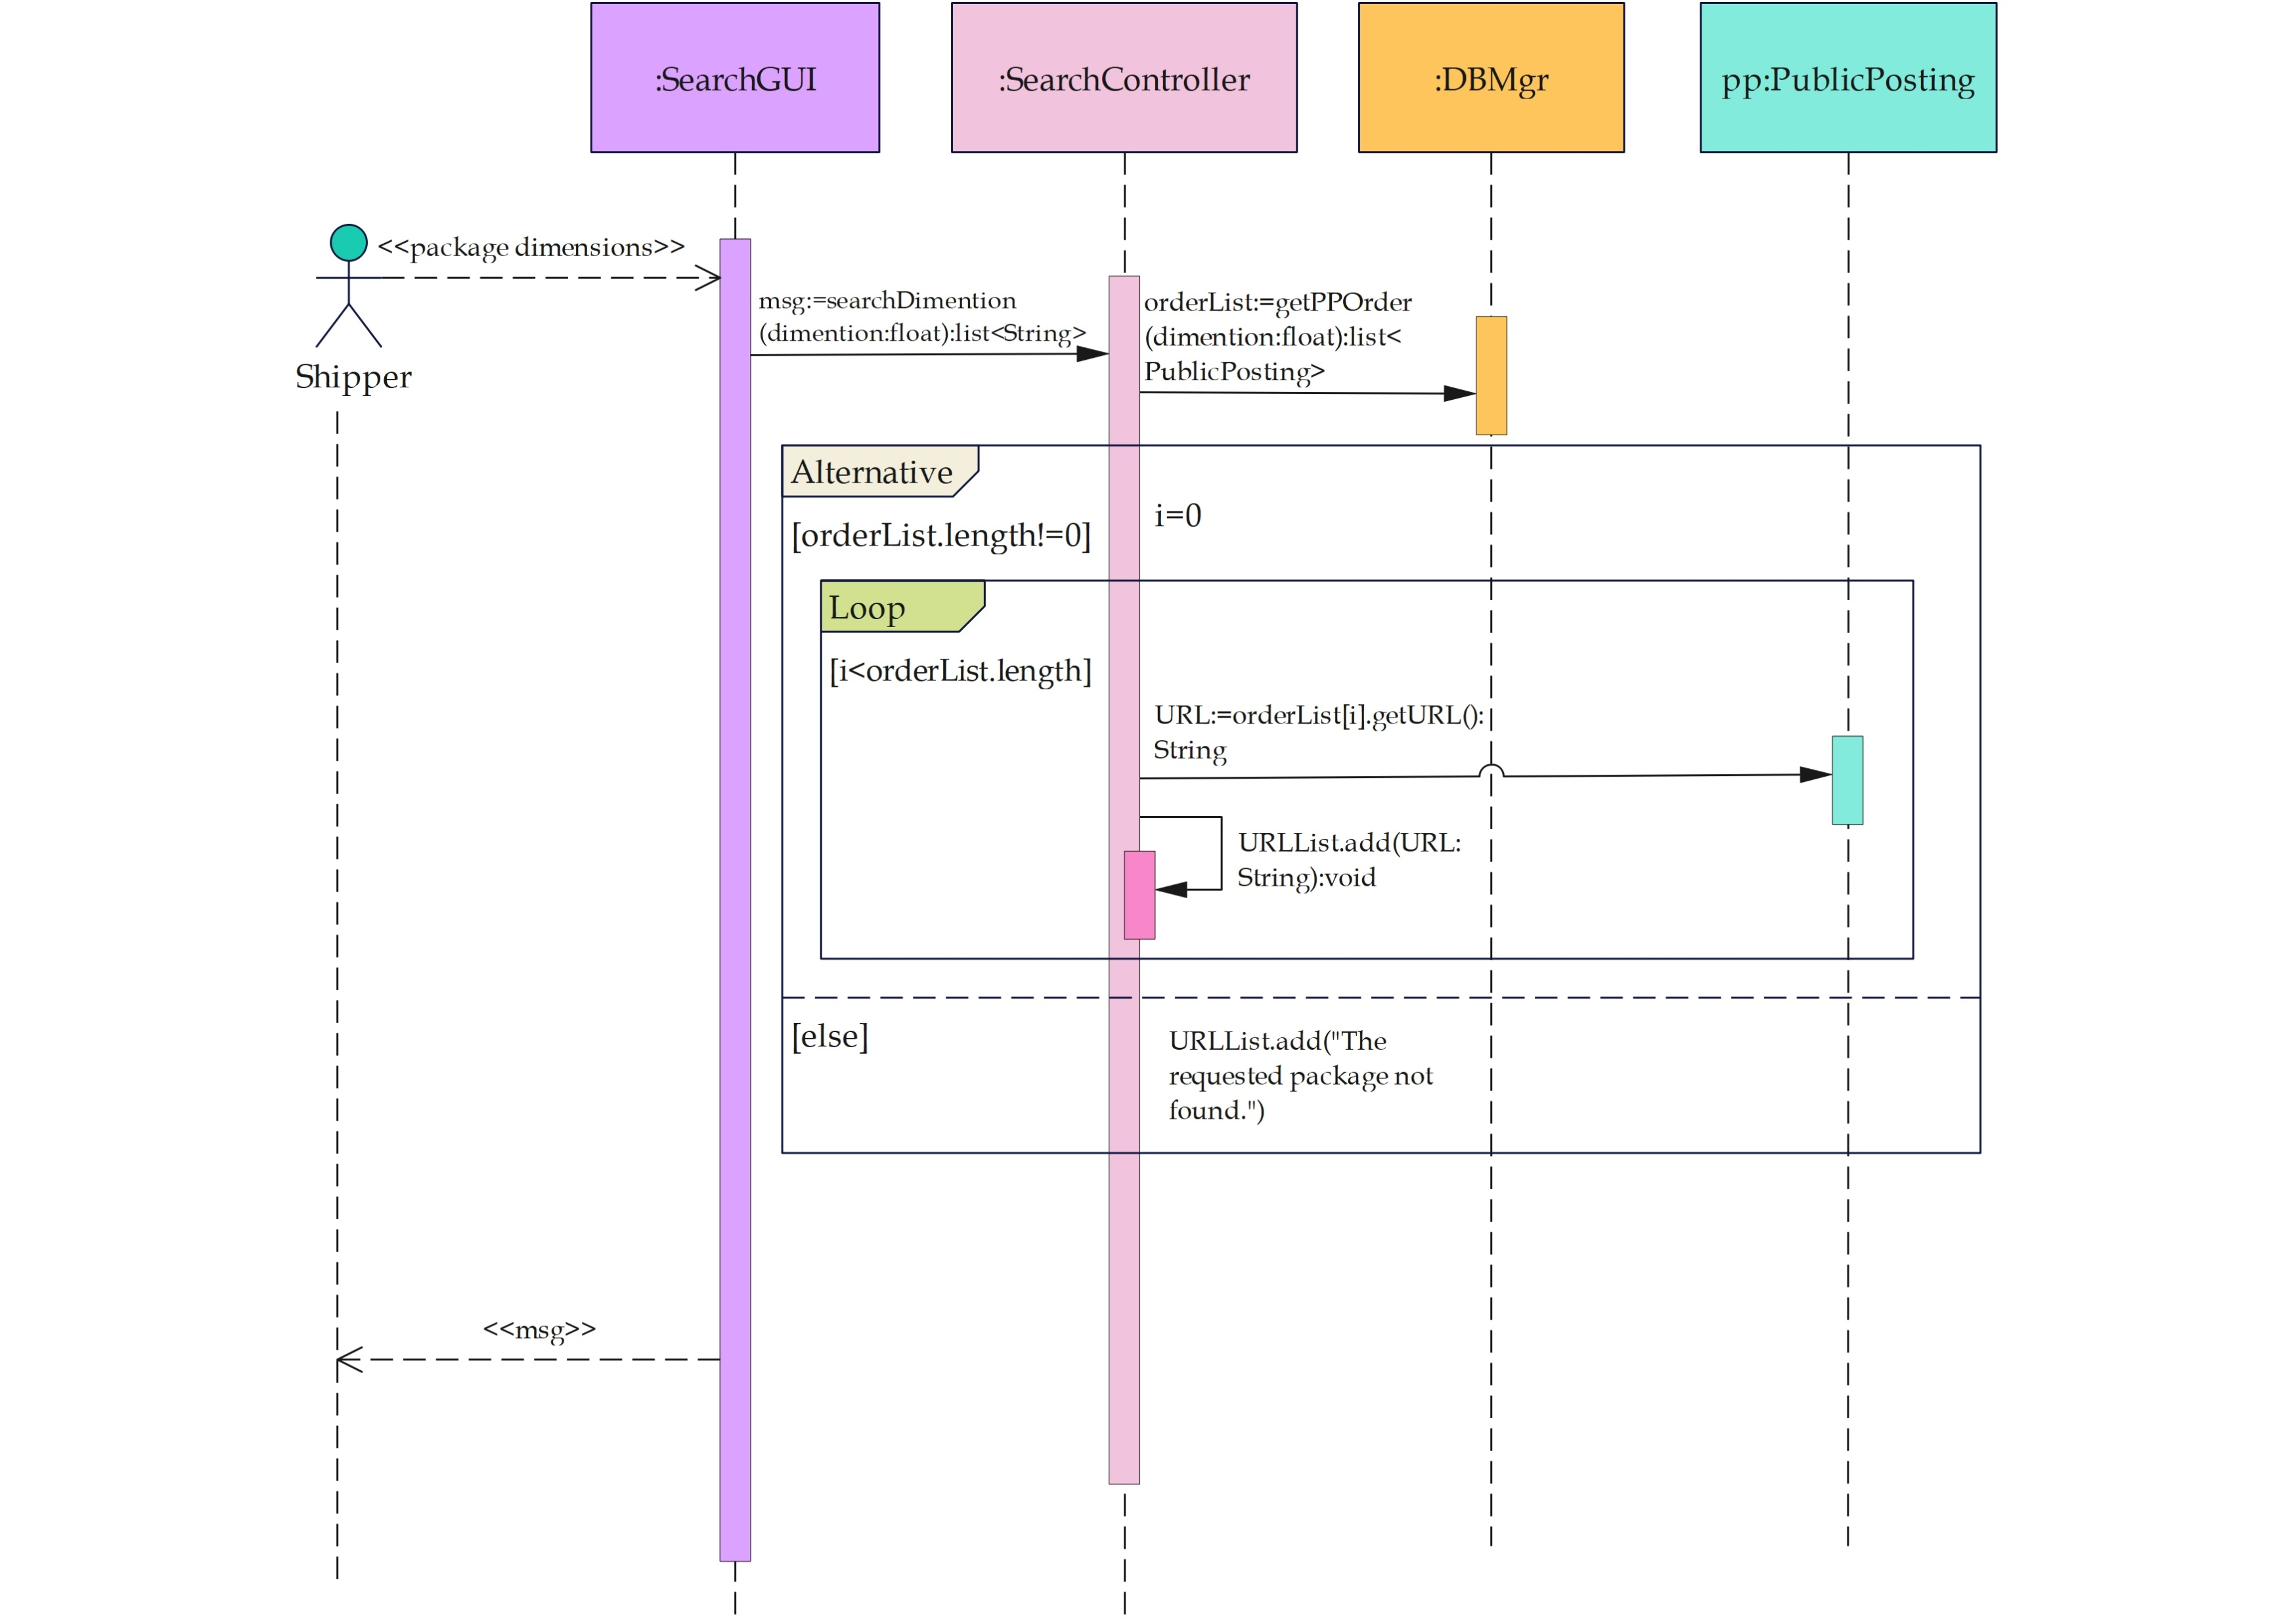 :SearchGUI
:SearchController
:DBMgr
pp:PublicPosting
<<package dimensions>>
Shipper
msg:=searchDimention
(dimention:float):list<String>
orderList:=getPPOrder
(dimention:float):list<
PublicPosting>
Alternative
i=0
[orderList.length!=0]
Loop
[i<orderList.length]
URL:=orderList[i].getURL():
String
URLList.add(URL:
String):void
[else]
URLList.add("The
requested package not
found.")
<<msg>>